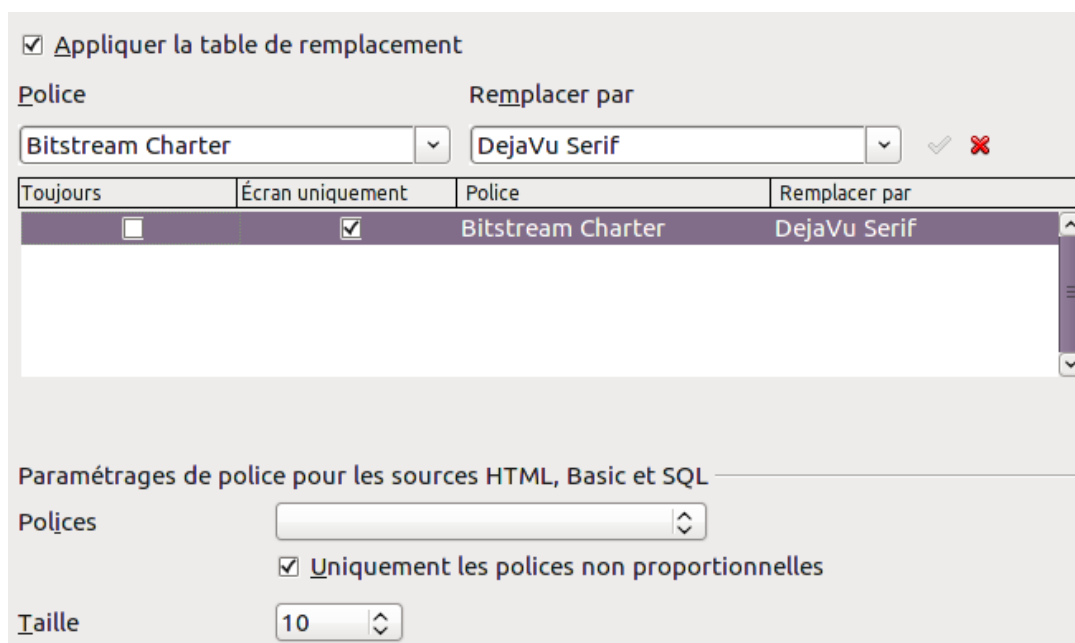 Appliquer la table de remplacement
Police Remplacer par
Bitstream Charter DejaVu Serif
Toujours Écran uniquement Police Remplacer par
Bitstream Charter DejaVu Serif
Paramétrages de police pour les sources HTML, Basic et SQL
Polices
Uniquement les polices non proportionnelles
Taille 10